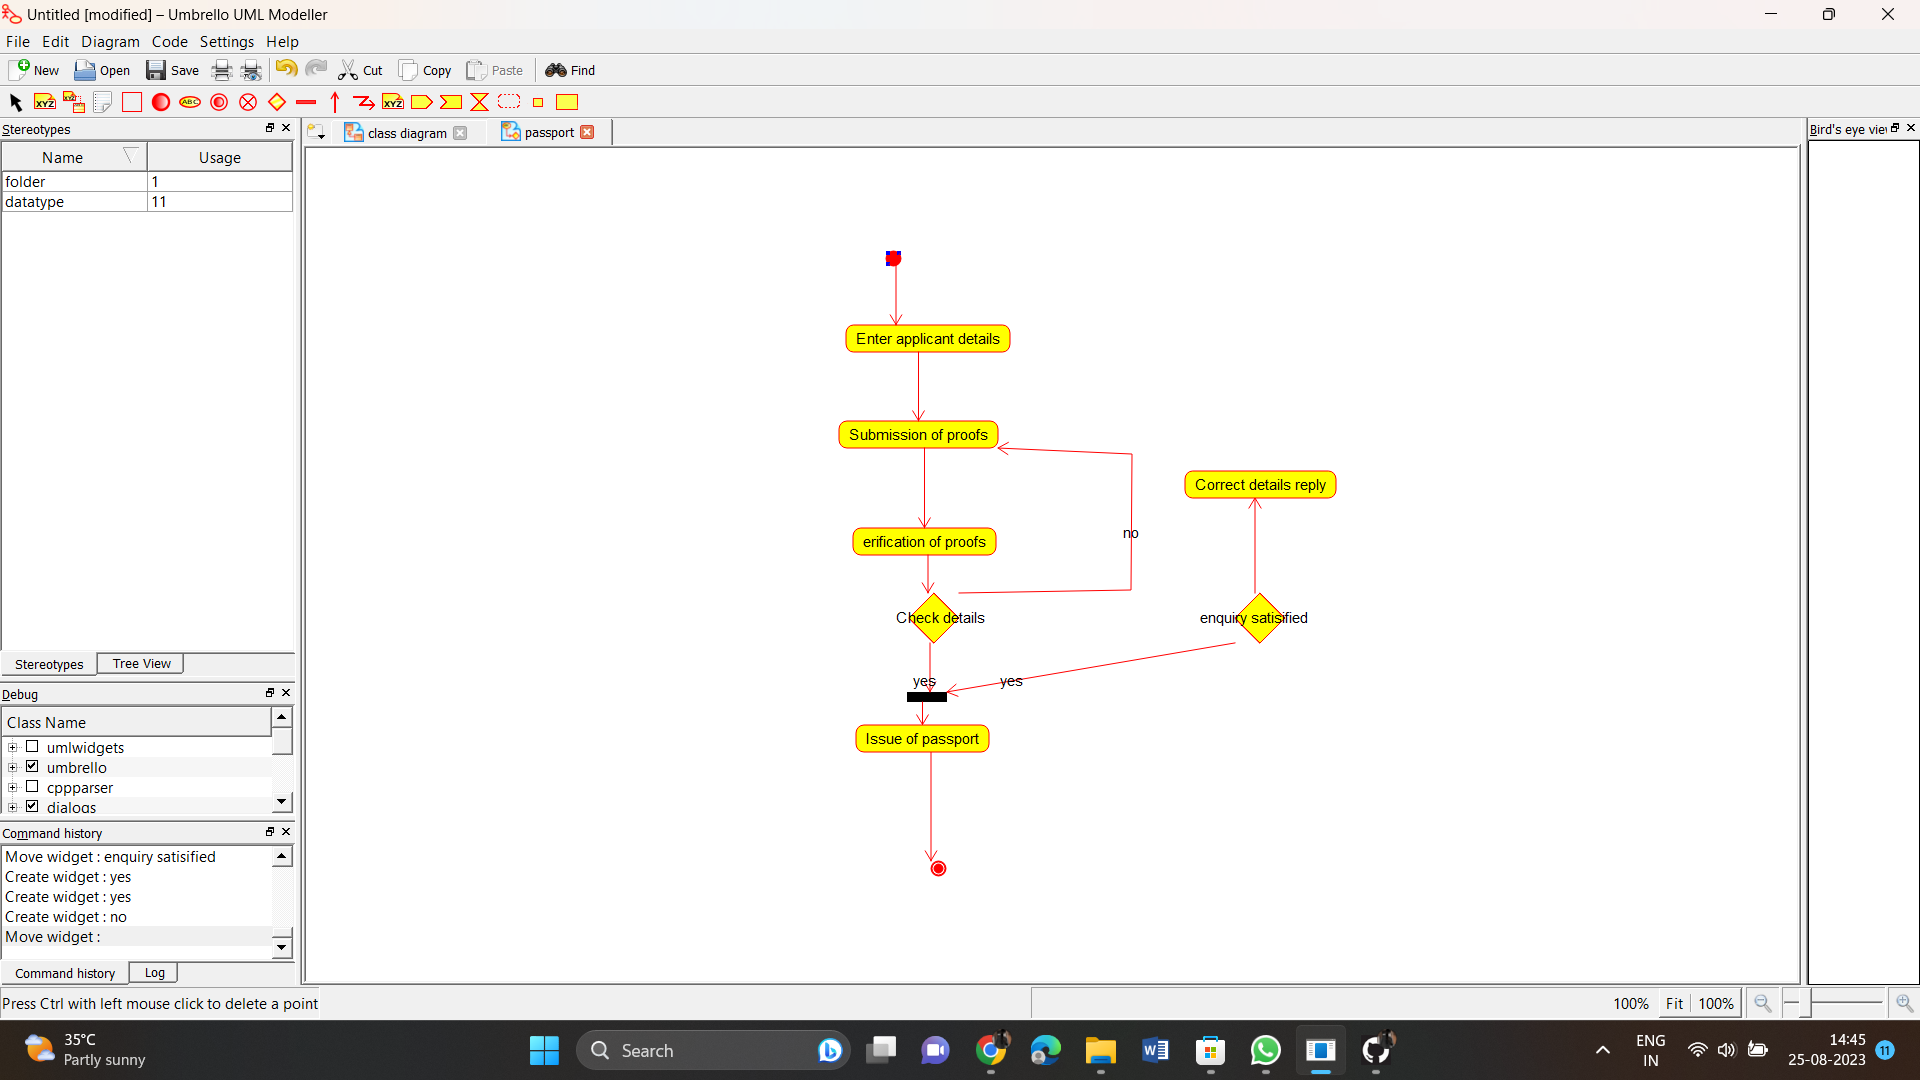 Untitled [modified] – Umbrello UML Modeller
File Edit Diagram Code Settings Help
New Open Save Cut Copy Paste Find
XYZ XYZ ABC XYZ
Stereotypes
Name Usage
folder 1
datatype 11
Stereotypes Tree View
Debug
Class Name
umlwidgets
umbrello
cppparser
dialogs
Command history
Move widget : enquiry satisified
Create widget : yes
Create widget : yes
Create widget : no
Move widget :
Command history Log
class diagram passport
Enter applicant details
Submission of proofs
Correct details reply
no
erification of proofs
Check details
enquiry satisified
yes yes
Issue of passport
Bird's eye vie
Press Ctrl with left mouse click to delete a point
100% Fit 100%
35°C
Partly sunny
Search
ENG
IN
14:45
25-08-2023
11